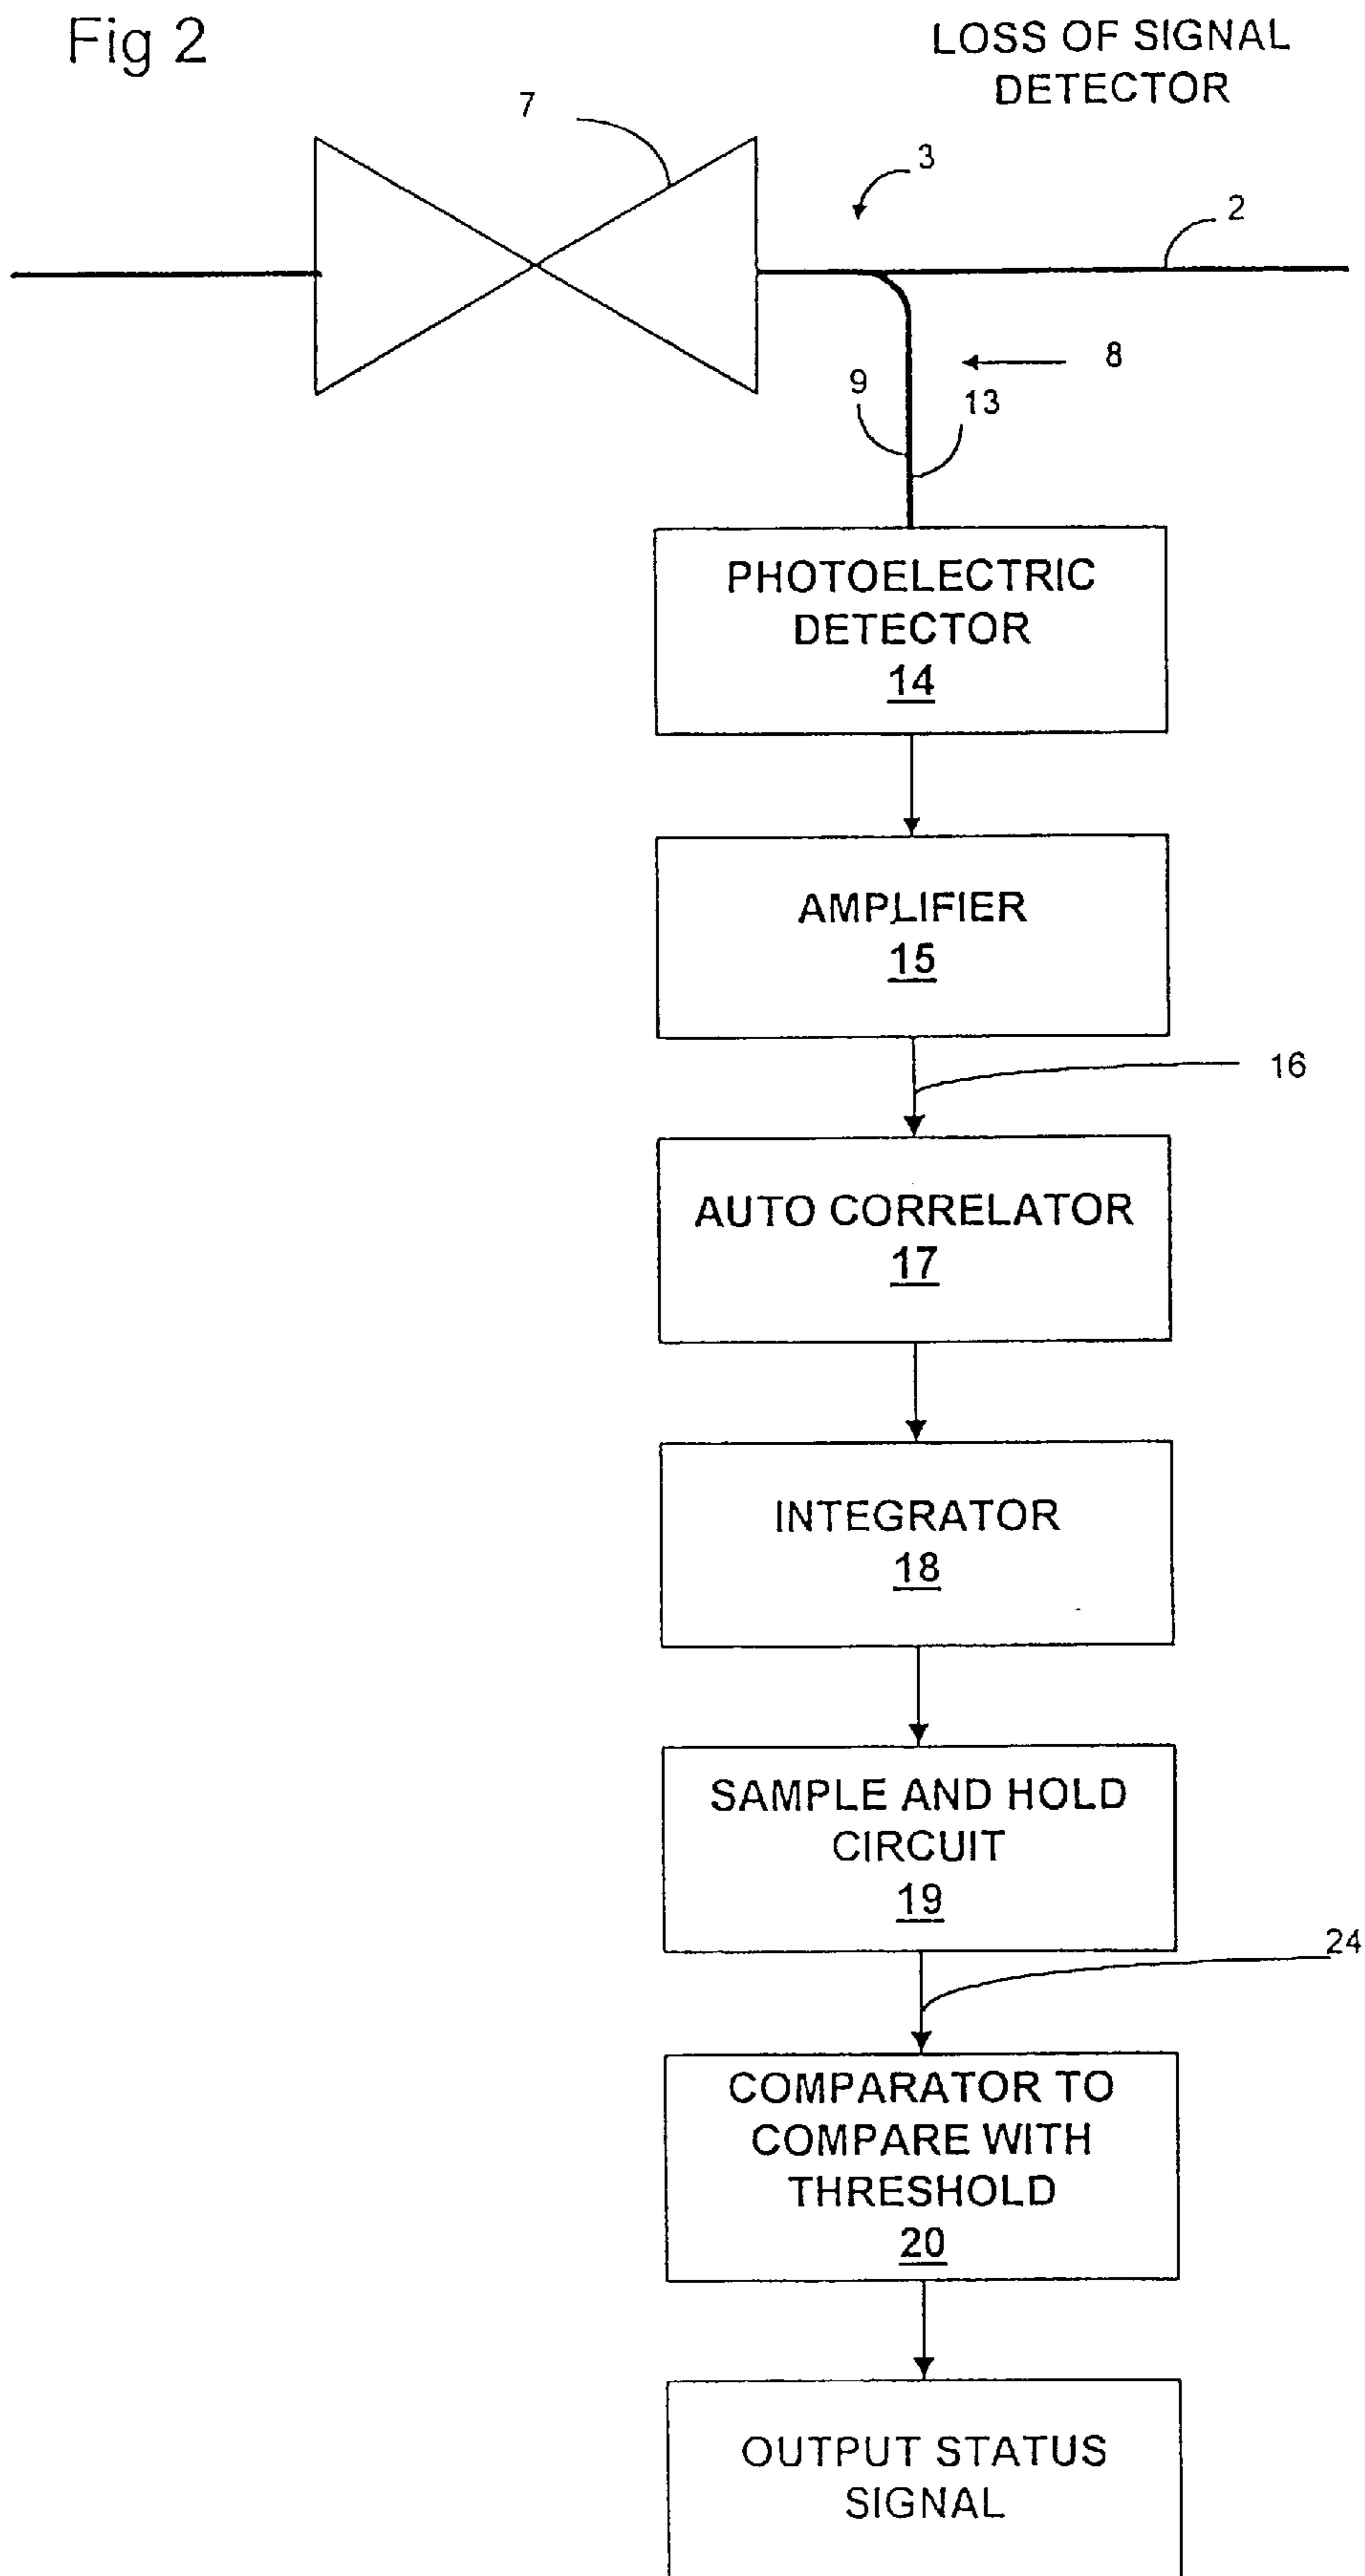 Fig 2
LOSS OF SIGNAL
DETECTOR
7
3
2
8
9
13
PHOTOELECTRIC
DETECTOR
14
AMPLIFIER
15
16
AUTO CORRELATOR
17
INTEGRATOR
18
SAMPLE AND HOLD
CIRCUIT
19
24
COMPARATOR TO
COMPARE WITH
THRESHOLD
20
OUTPUT STATUS
SIGNAL